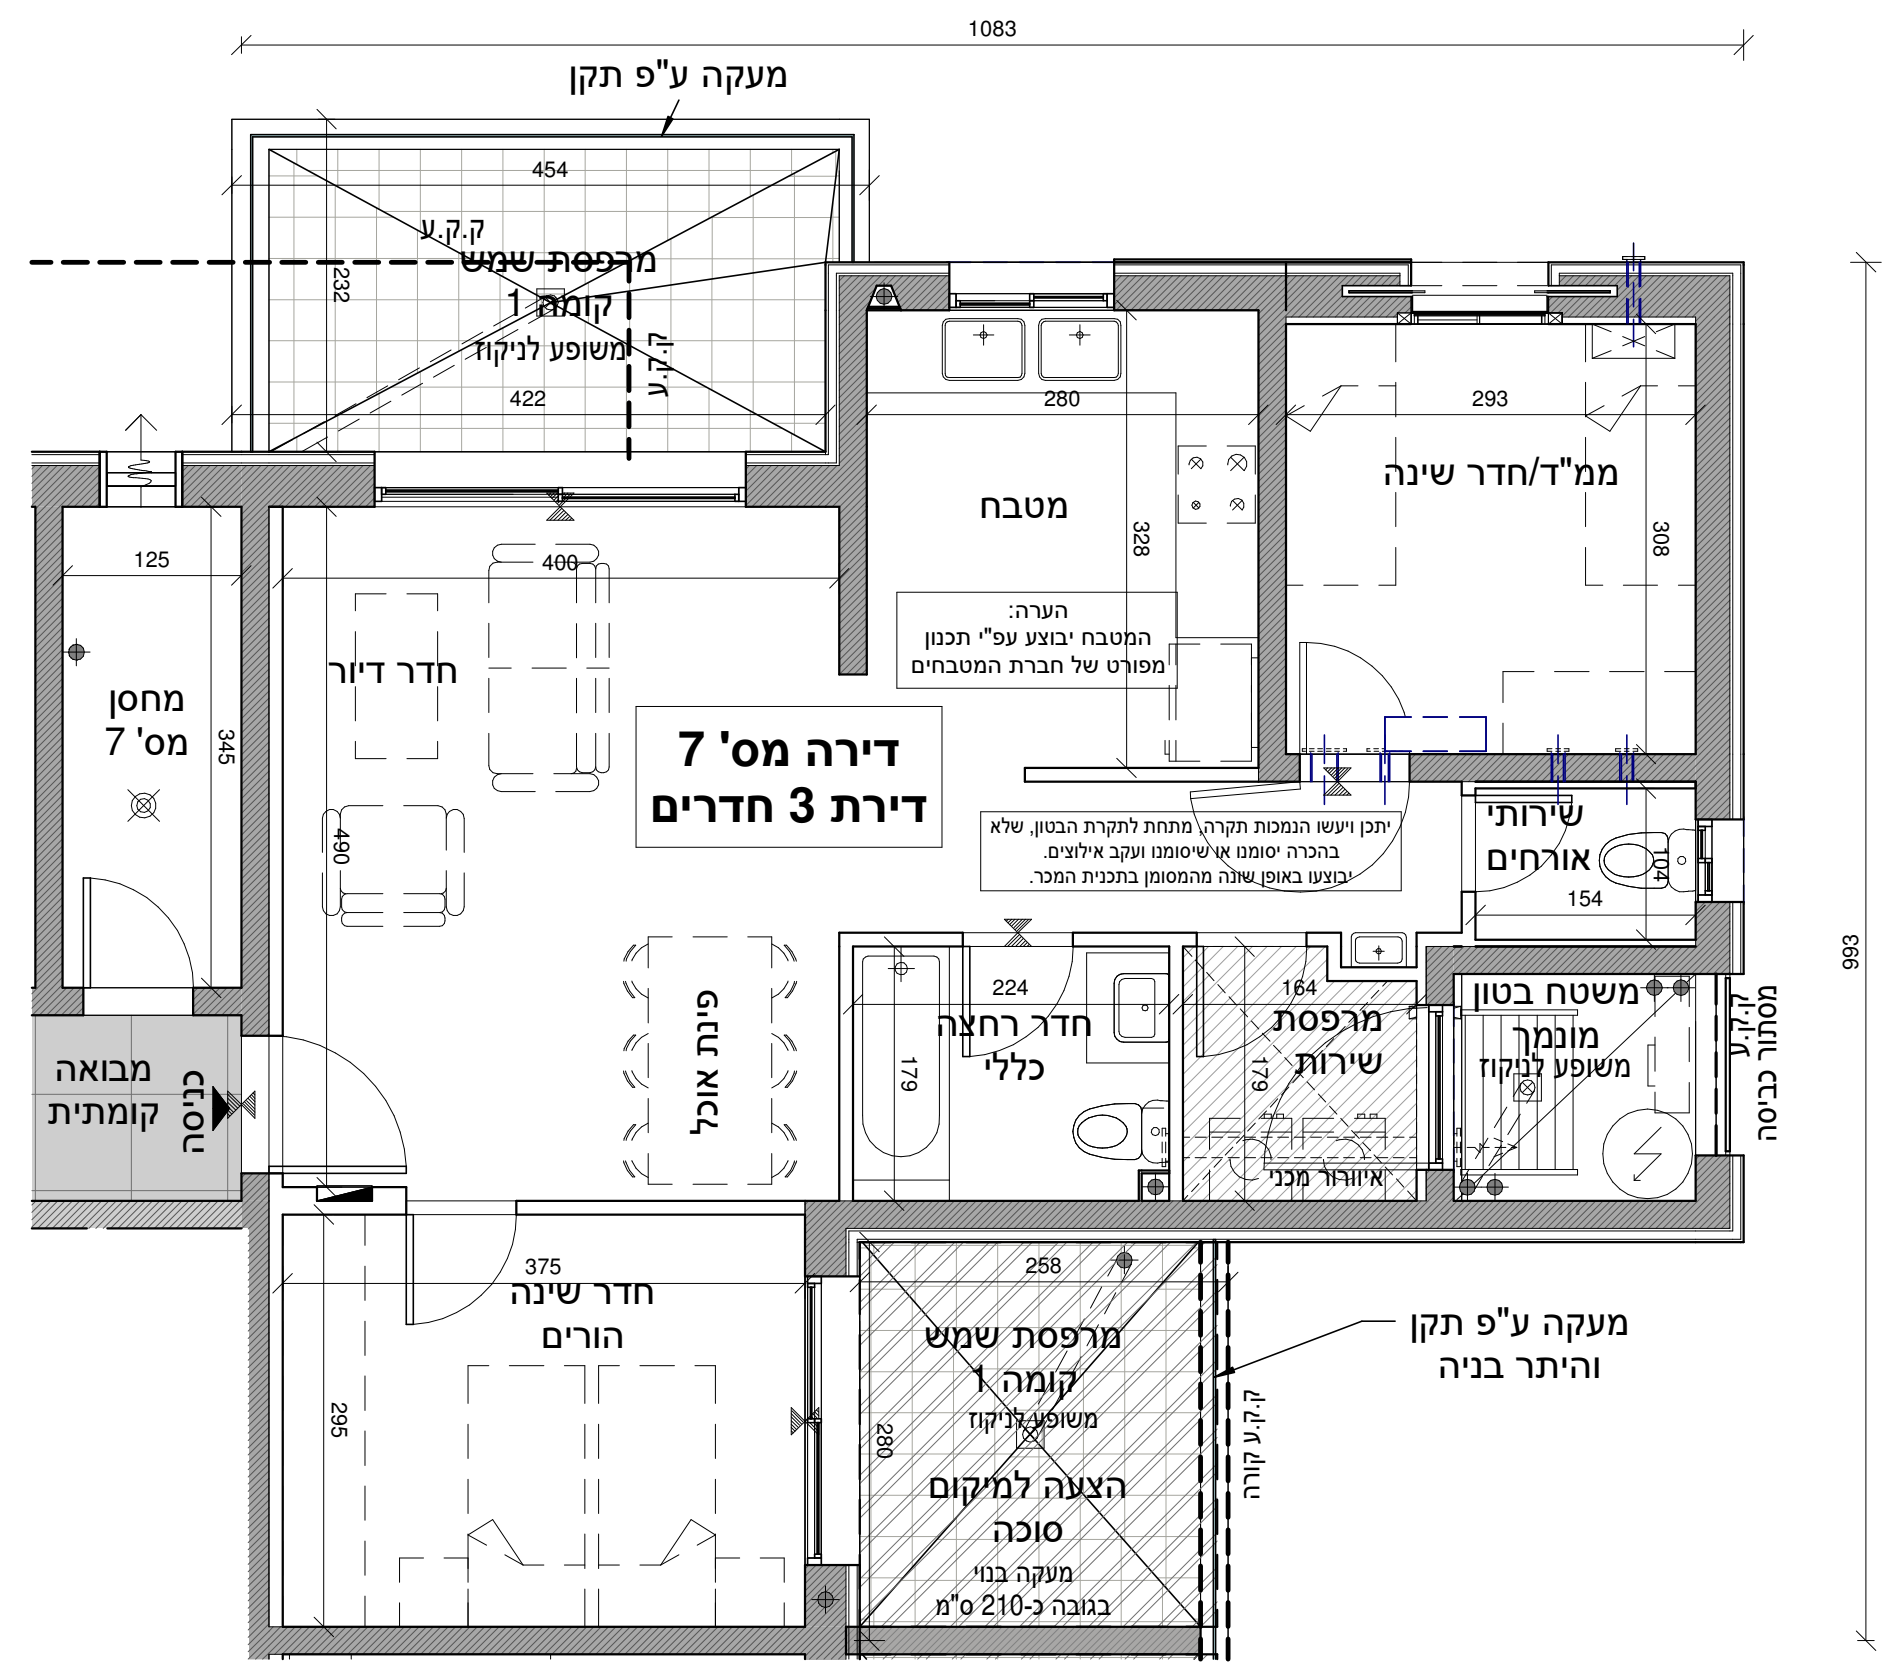 1083
מעקה ע"פ תקן
454
ק.ק.ע
מרפסת שמש
קומה 1
משופע לניקוז
232
ק.ק.ע
422
280
293
מטבח
328
ממ"ד/חדר שינה
308
125
400
הערה:
המטבח יבוצע עפ"י תכנון
מפורט של חברת המטבחים
חדר דיור
מחסן
מס' 7
345
דירה מס' 7
דירת 3 חדרים
490
יתכן ויעשו הנמכות תקרה, מתחת לתקרת הבטון, שלא
בהכרה יסומנו או שיסומנו ועקב אילוצים.
יבוצעו באופן שונה מהמסומן בתכנית המכר.
שירותי
אורחים
104
154
993
224
חדר רחצה
כללי
179
164
מרפסת
שירות
179
איוורור מכני
משטח בטון
מונמך
משופע לניקוז
ק.ק.ע
מסתור כביסה
פינת אוכל
מבואה
קומתית
כניסה
375
חדר שינה
הורים
295
258
מרפסת שמש
קומה 1
משופע לניקוז
280
הצעה למיקום
סוכה
מעקה בנוי
בגובה כ-210 ס"מ
מעקה ע"פ תקן
והיתר בניה
ק.ק.ע קורה